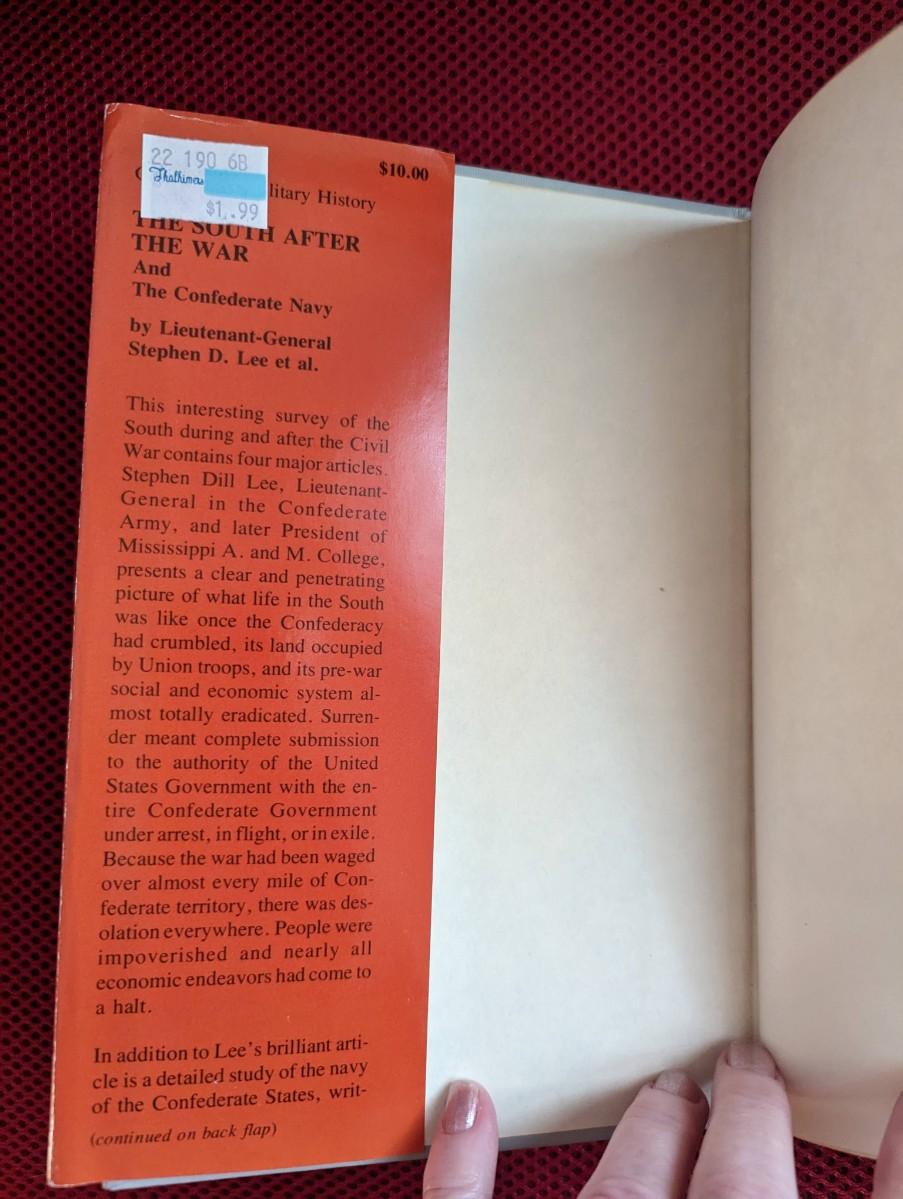 22 190 6B
Thalhimers
$1.99
$10.00
litary History
THE SOUTH AFTER
THE WAR
And
The Confederate Navy
by Lieutenant-General
Stephen D. Lee et al.
This interesting survey of the
South during and after the Civil
War contains four major articles.
Stephen Dill Lee, Lieutenant-
General in the Confederate
Army, and later President of
Mississippi A. and M. College,
presents a clear and penetrating
picture of what life in the South
was like once the Confederacy
had crumbled, its land occupied
by Union troops, and its pre-war
social and economic system al-
most totally eradicated. Surren-
der meant complete submission
to the authority of the United
States Government with the en-
tire Confederate Government
under arrest, in flight, or in exile.
Because the war had been waged
over almost every mile of Con-
federate territory, there was des-
olation everywhere. People were
impoverished and nearly all
economic endeavors had come to
a halt.
In addition to Lee's brilliant arti-
cle is a detailed study of the navy
of the Confederate States, writ-
(continued on back flap)